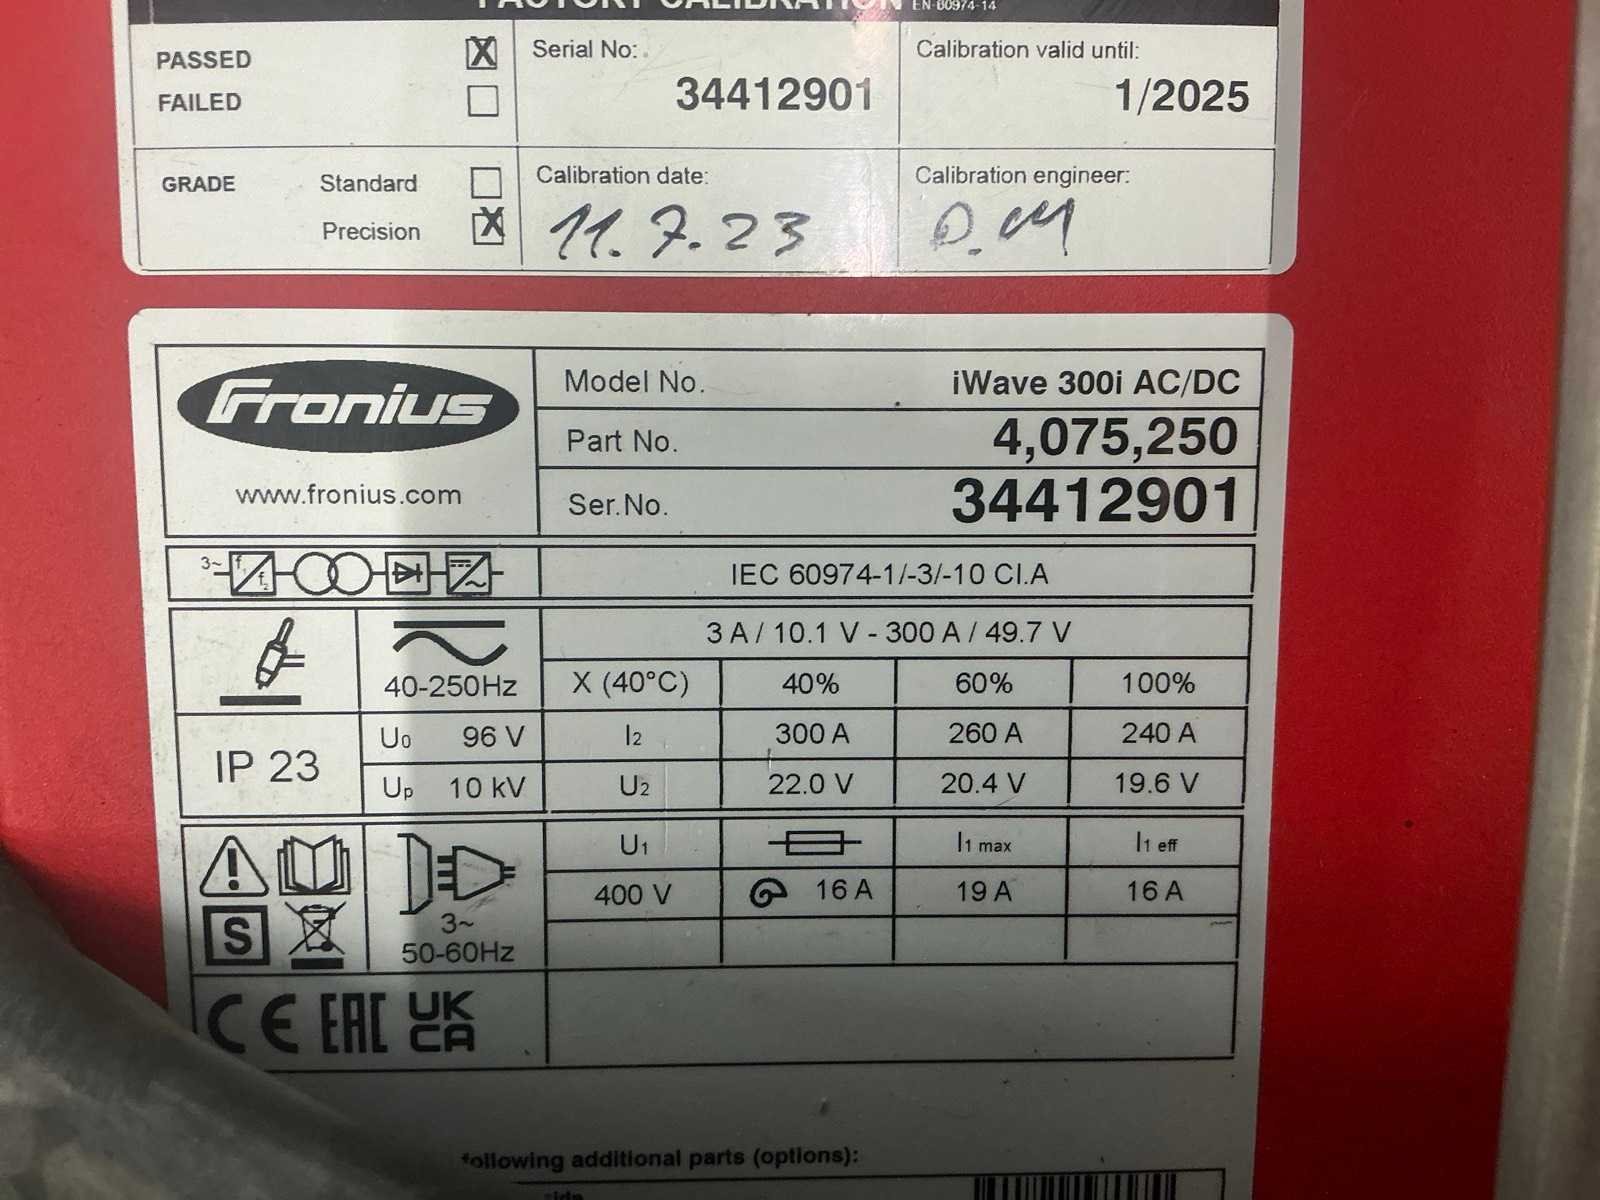 FACTORY CALIBRATION EN-60974-14
PASSED X
FAILED
Serial No:
34412901
Calibration valid until:
1/2025
GRADE Standard
Precision X
Calibration date:
11.7.23
Calibration engineer:
D.M
Fronius
www.fronius.com
Model No. iWave 300i AC/DC
Part No. 4,075,250
Ser.No. 34412901
3~ f1 f2
IEC 60974-1/-3/-10 Cl.A
40-250Hz
3 A / 10.1 V - 300 A / 49.7 V
X (40°C) 40% 60% 100%
IP 23
U0 96 V
I2 300 A 260 A 240 A
Up 10 kV
U2 22.0 V 20.4 V 19.6 V
S
3~
50-60Hz
U1 I1 max I1 eff
400 V 16 A 19 A 16 A
CE EAC UK
CA
following additional parts (options):